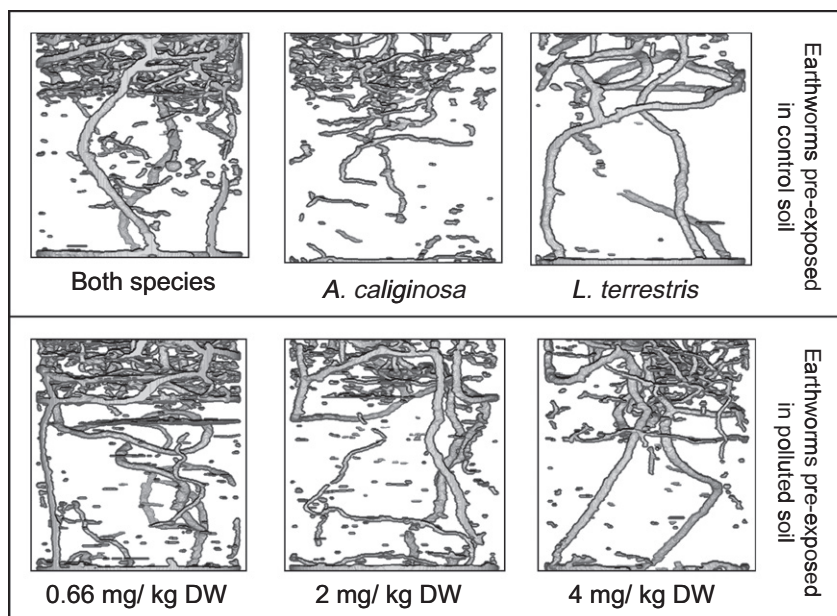 Both species
A. caliginosa
L. terrestris
Earthworms pre-exposed
in control soil
0.66 mg/ kg DW
2 mg/ kg DW
4 mg/ kg DW
Earthworms pre-exposed
in polluted soil